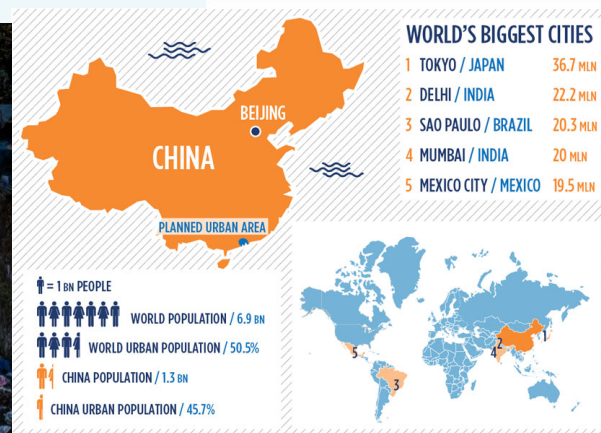 WORLD'S BIGGEST CITIES
1 TOKYO / JAPAN 36.7 MLN
2 DELHI / INDIA 22.2 MLN
3 SAO PAULO / BRAZIL 20.3 MLN
4 MUMBAI / INDIA 20 MLN
5 MEXICO CITY / MEXICO 19.5 MLN
BEIJING
CHINA
PLANNED URBAN AREA
= 1 BN PEOPLE
WORLD POPULATION / 6.9 BN
WORLD URBAN POPULATION / 50.5%
CHINA POPULATION / 1.3 BN
CHINA URBAN POPULATION / 45.7%
1
2
4
5
3